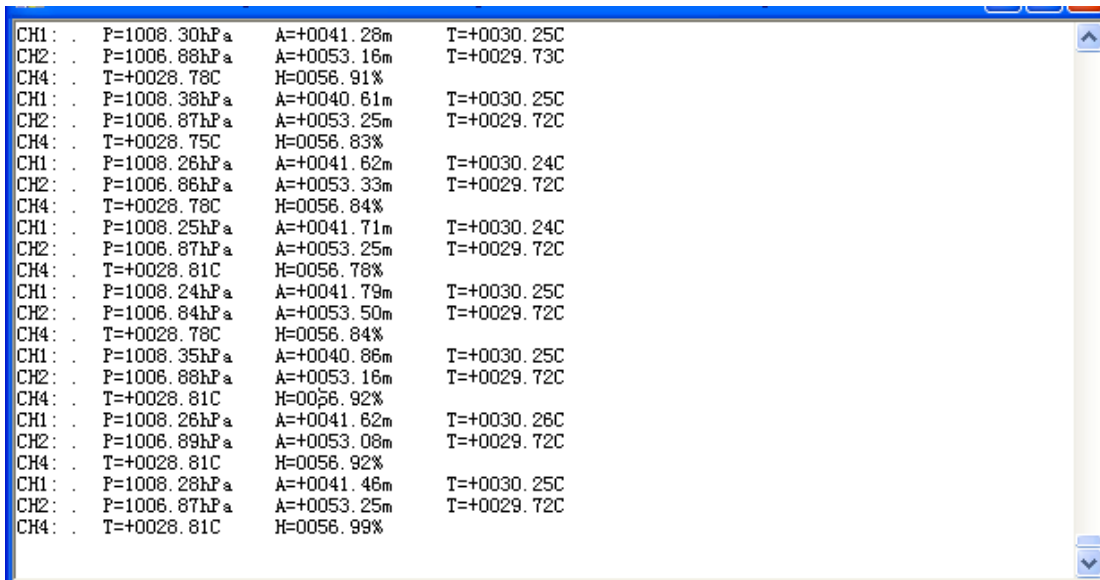 CH1: . P=1008.30hPa A=+0041.28m T=+0030.25C
CH2: . P=1006.88hPa A=+0053.16m T=+0029.73C
CH4: . T=+0028.78C H=0056.91%
CH1: . P=1008.38hPa A=+0040.61m T=+0030.25C
CH2: . P=1006.87hPa A=+0053.25m T=+0029.72C
CH4: . T=+0028.75C H=0056.83%
CH1: . P=1008.26hPa A=+0041.62m T=+0030.24C
CH2: . P=1006.86hPa A=+0053.33m T=+0029.72C
CH4: . T=+0028.78C H=0056.84%
CH1: . P=1008.25hPa A=+0041.71m T=+0030.24C
CH2: . P=1006.87hPa A=+0053.25m T=+0029.72C
CH4: . T=+0028.81C H=0056.78%
CH1: . P=1008.24hPa A=+0041.79m T=+0030.25C
CH2: . P=1006.84hPa A=+0053.50m T=+0029.72C
CH4: . T=+0028.78C H=0056.84%
CH1: . P=1008.35hPa A=+0040.86m T=+0030.25C
CH2: . P=1006.88hPa A=+0053.16m T=+0029.72C
CH4: . T=+0028.81C H=0056.92%
CH1: . P=1008.26hPa A=+0041.62m T=+0030.26C
CH2: . P=1006.89hPa A=+0053.08m T=+0029.72C
CH4: . T=+0028.81C H=0056.92%
CH1: . P=1008.28hPa A=+0041.46m T=+0030.25C
CH2: . P=1006.87hPa A=+0053.25m T=+0029.72C
CH4: . T=+0028.81C H=0056.99%